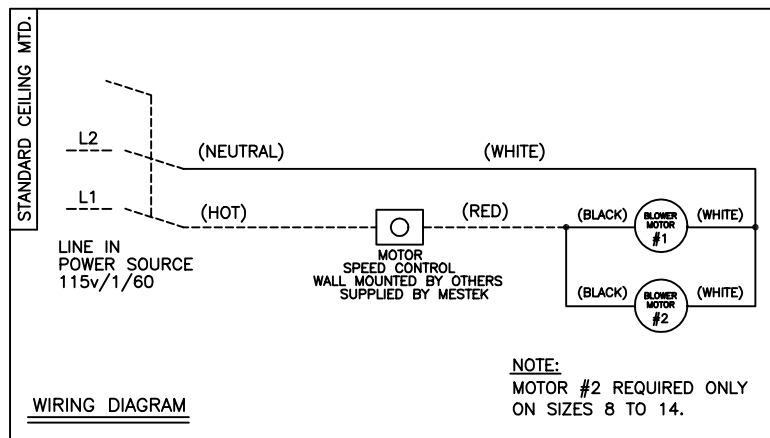 STANDARD CEILING MTD.
L2
(NEUTRAL)
(WHITE)
L1
(HOT)
(RED)
(BLACK)
BLOWER
MOTOR
#1
(WHITE)
LINE IN
POWER SOURCE
115v/1/60
MOTOR
SPEED CONTROL
WALL MOUNTED BY OTHERS
SUPPLIED BY MESTEK
(BLACK)
BLOWER
MOTOR
#2
(WHITE)
NOTE:
MOTOR #2 REQUIRED ONLY
ON SIZES 8 TO 14.
WIRING DIAGRAM